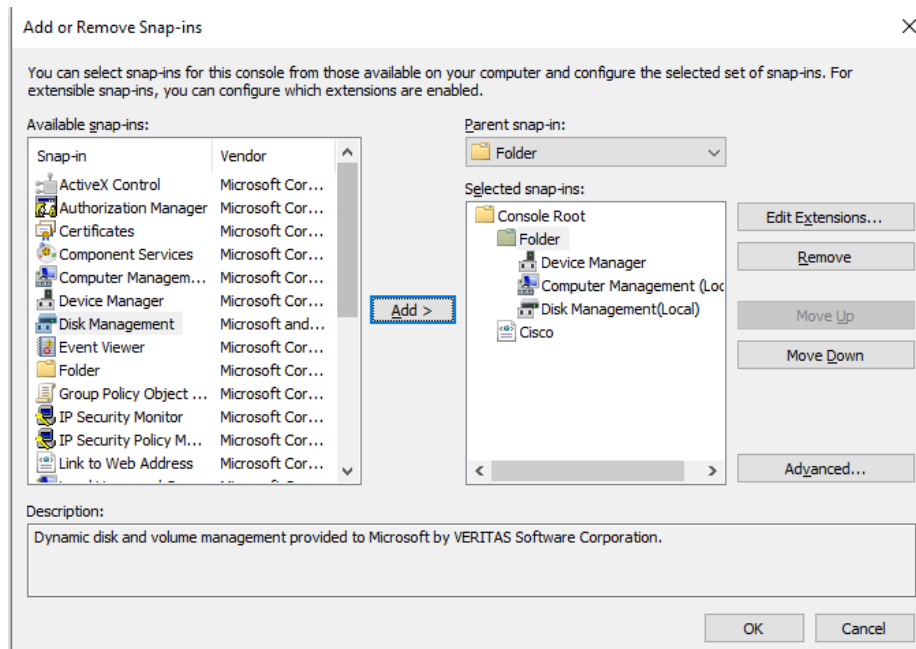 Add or Remove Snap-ins
You can select snap-ins for this console from those available on your computer and configure the selected set of snap-ins. For
extensible snap-ins, you can configure which extensions are enabled.
Available snap-ins:
Snap-in Vendor
ActiveX Control Microsoft Cor...
Authorization Manager Microsoft Cor...
Certificates Microsoft Cor...
Component Services Microsoft Cor...
Computer Managem... Microsoft Cor...
Device Manager Microsoft Cor...
Disk Management Microsoft and...
Event Viewer Microsoft Cor...
Folder Microsoft Cor...
Group Policy Object ... Microsoft Cor...
IP Security Monitor Microsoft Cor...
IP Security Policy M... Microsoft Cor...
Link to Web Address Microsoft Cor...
Add >
Parent snap-in:
Folder
Selected snap-ins:
Console Root
Folder
Device Manager
Computer Management (Loc
Disk Management(Local)
Cisco
Edit Extensions...
Remove
Move Up
Move Down
Advanced...
Description:
Dynamic disk and volume management provided to Microsoft by VERITAS Software Corporation.
OK
Cancel